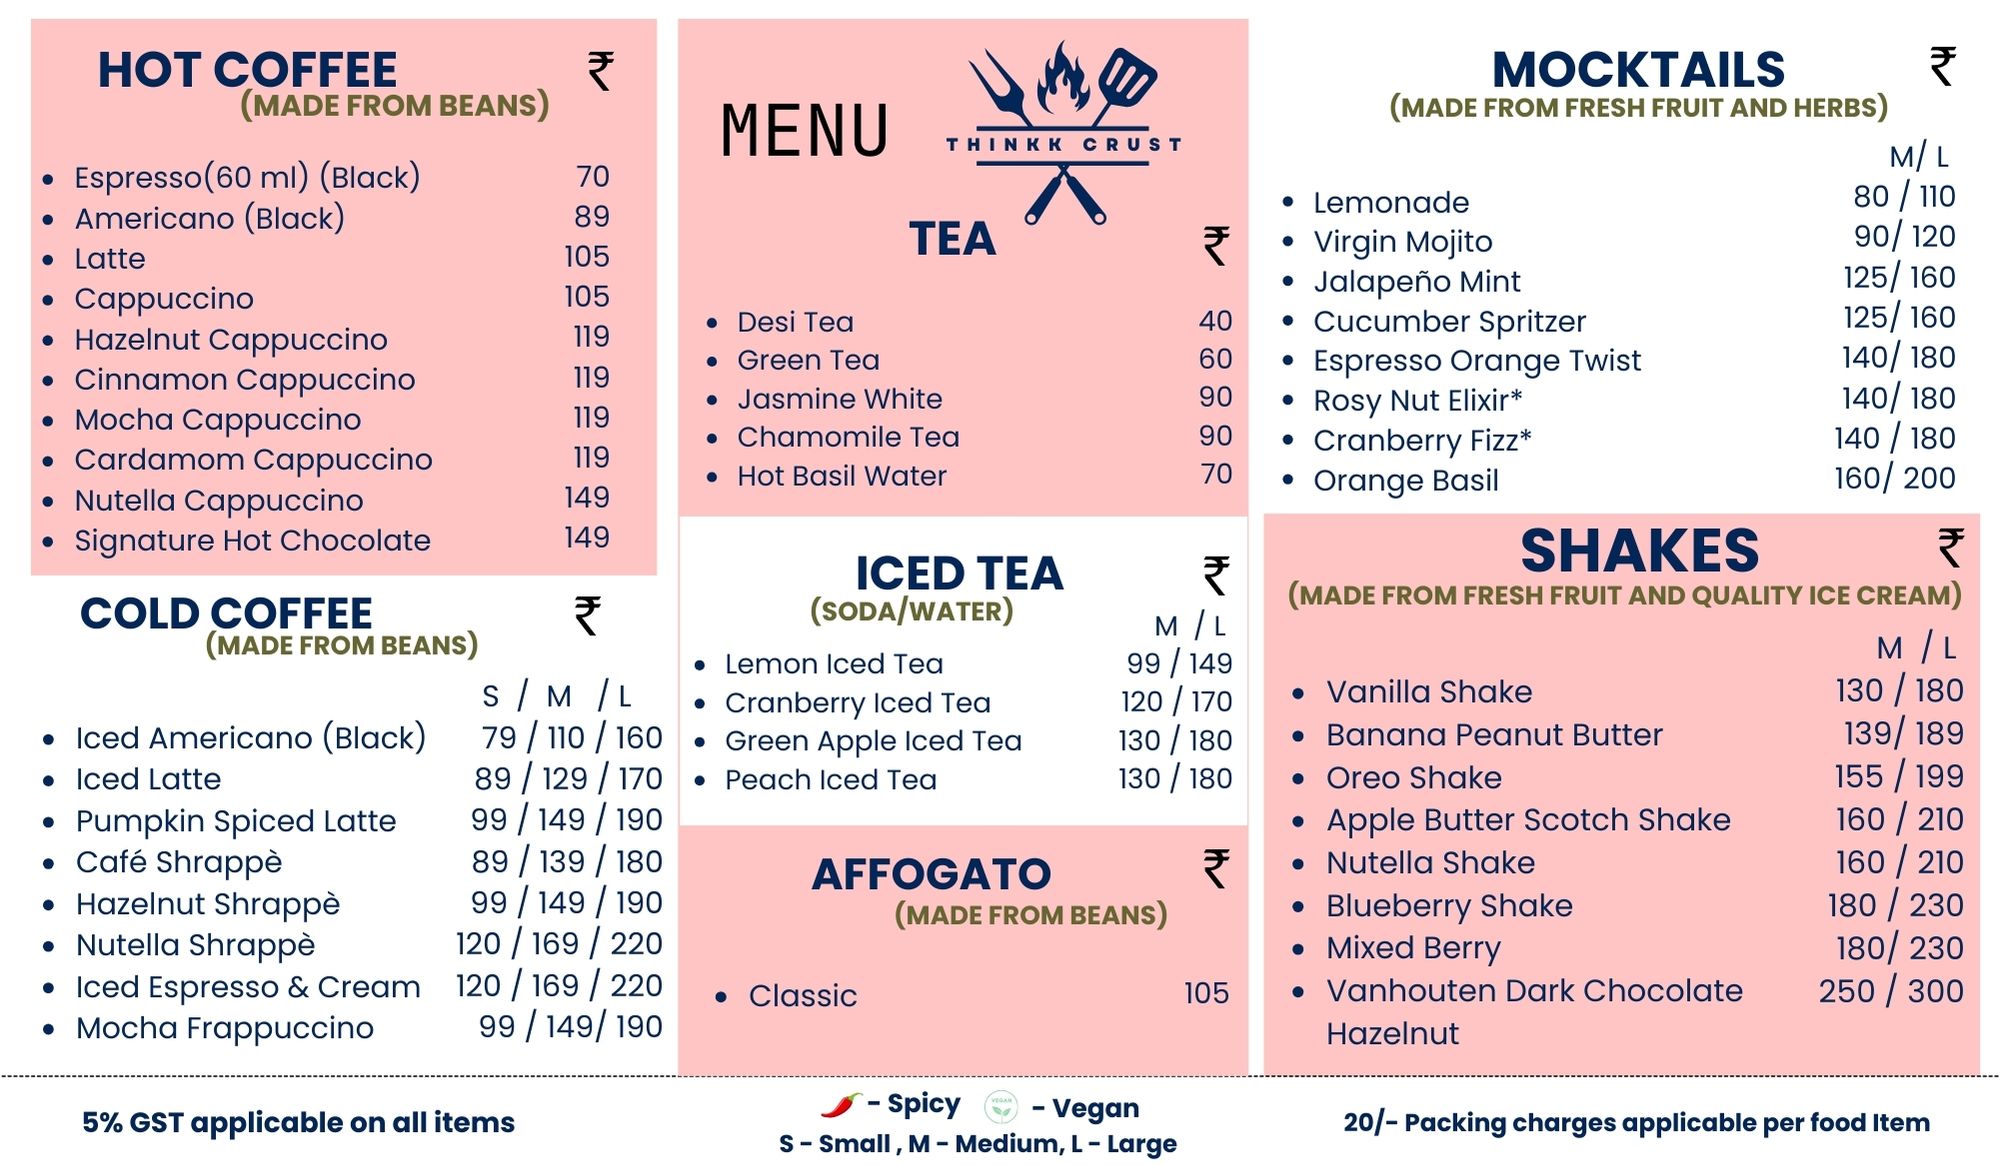 HOT COFFEE ₹
(MADE FROM BEANS)
• Espresso(60 ml) (Black) 70
• Americano (Black) 89
• Latte 105
• Cappuccino 105
• Hazelnut Cappuccino 119
• Cinnamon Cappuccino 119
• Mocha Cappuccino 119
• Cardamom Cappuccino 119
• Nutella Cappuccino 149
• Signature Hot Chocolate 149
COLD COFFEE ₹
(MADE FROM BEANS)
S / M / L
• Iced Americano (Black) 79 / 110 / 160
• Iced Latte 89 / 129 / 170
• Pumpkin Spiced Latte 99 / 149 / 190
• Café Shrappè 89 / 139 / 180
• Hazelnut Shrappè 99 / 149 / 190
• Nutella Shrappè 120 / 169 / 220
• Iced Espresso & Cream 120 / 169 / 220
• Mocha Frappuccino 99 / 149/ 190
MENU
THINKK CRUST
TEA ₹
• Desi Tea 40
• Green Tea 60
• Jasmine White 90
• Chamomile Tea 90
• Hot Basil Water 70
ICED TEA ₹
(SODA/WATER)
M / L
• Lemon Iced Tea 99 / 149
• Cranberry Iced Tea 120 / 170
• Green Apple Iced Tea 130 / 180
• Peach Iced Tea 130 / 180
AFFOGATO ₹
(MADE FROM BEANS)
• Classic 105
MOCKTAILS ₹
(MADE FROM FRESH FRUIT AND HERBS)
M/ L
• Lemonade 80 / 110
• Virgin Mojito 90/ 120
• Jalapeño Mint 125/ 160
• Cucumber Spritzer 125/ 160
• Espresso Orange Twist 140/ 180
• Rosy Nut Elixir* 140/ 180
• Cranberry Fizz* 140 / 180
• Orange Basil 160/ 200
SHAKES ₹
(MADE FROM FRESH FRUIT AND QUALITY ICE CREAM)
M / L
• Vanilla Shake 130 / 180
• Banana Peanut Butter 139/ 189
• Oreo Shake 155 / 199
• Apple Butter Scotch Shake 160 / 210
• Nutella Shake 160 / 210
• Blueberry Shake 180 / 230
• Mixed Berry 180/ 230
• Vanhouten Dark Chocolate 250 / 300
Hazelnut
5% GST applicable on all items
- Spicy VEGAN - Vegan
S - Small , M - Medium, L - Large
20/- Packing charges applicable per food Item